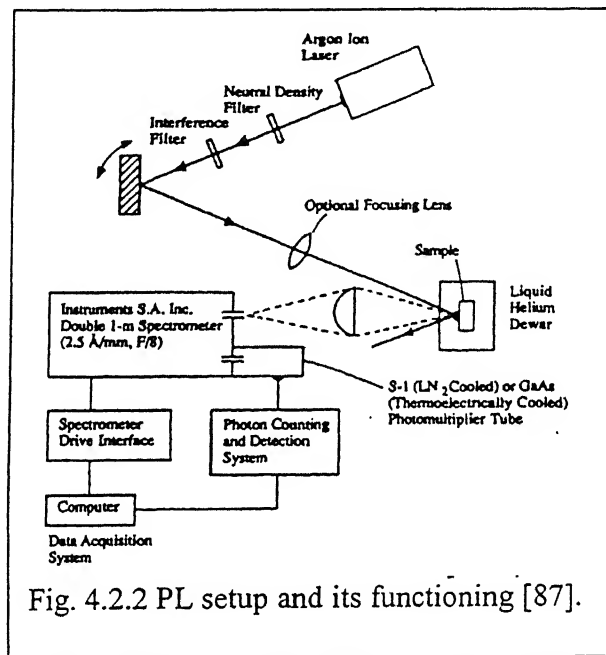 Argon Ion
Laser
Neutral Density
Filter
Interference
Filter
Optional Focusing Lens
Sample
Liquid
Helium
Dewar
Instruments S.A. Inc.
Double 1-m Spectrometer
(2.5 Å/mm, F/8)
S-1 (LN2 Cooled) or GaAs
(Thermoelectrically Cooled)
Photomultiplier Tube
Spectrometer
Drive Interface
Photon Counting
and Detection
System
Computer
Data Acquisition
System
Fig. 4.2.2 PL setup and its functioning [87].